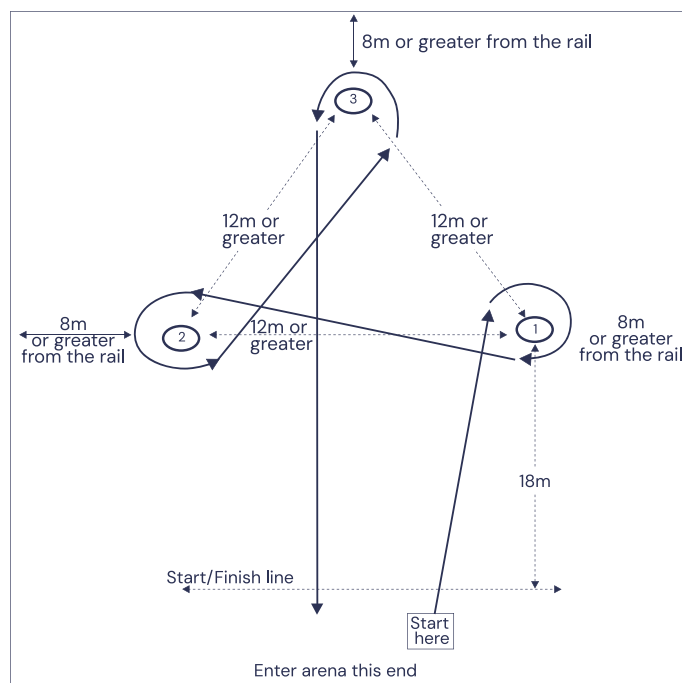 8m or greater from the rail
3
12m or
greater
12m or
greater
8m
or greater
from the rail
2
12m or
greater
1
8m
or greater
from the rail
18m
Start/Finish line
Start
here
Enter arena this end